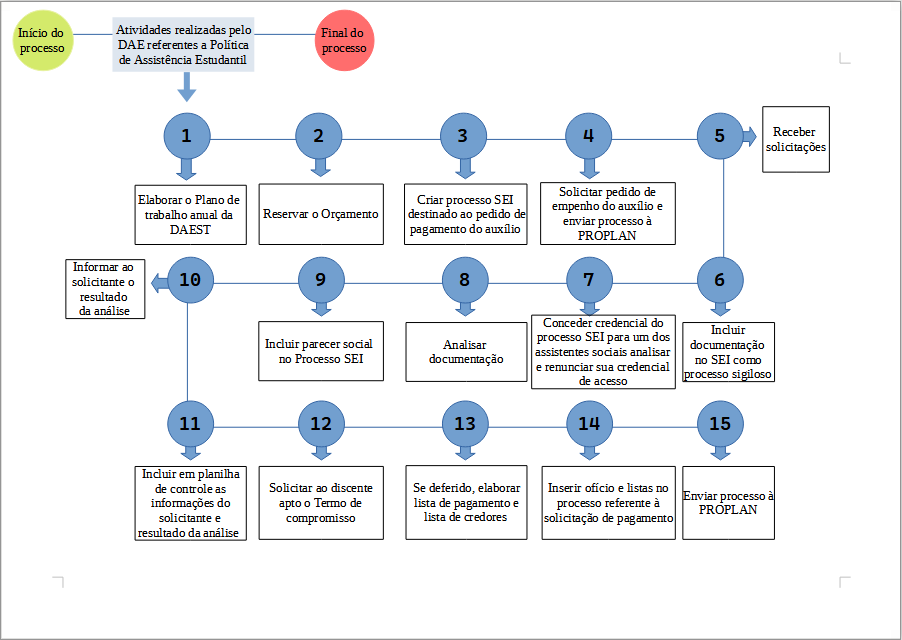 Início do
processo
Atividades realizadas pelo
DAE referentes a Política
de Assistência Estudantil
Final do
processo
1
2
3
4
5
Receber
solicitações
Elaborar o Plano de
trabalho anual da
DAEST
Reservar o Orçamento
Criar processo SEI
destinado ao pedido de
pagamento do auxílio
Solicitar pedido de
empenho do auxílio e
enviar processo à
PROPLAN
Informar ao
solicitante o
resultado
da análise
10
9
8
7
6
Incluir parecer social
no Processo SEI
Analisar
documentação
Conceder credencial do
processo SEI para um dos
assistentes sociais analisar
e renunciar sua credencial
de acesso
Incluir
documentação
no SEI como
processo sigiloso
11
12
13
14
15
Incluir em planilha
de controle as
informações do
solicitante e
resultado da análise
Solicitar ao discente
apto o Termo de
compromisso
Se deferido, elaborar
lista de pagamento e
lista de credores
Inserir ofício e listas no
processo referente à
solicitação de pagamento
Enviar processo à
PROPLAN